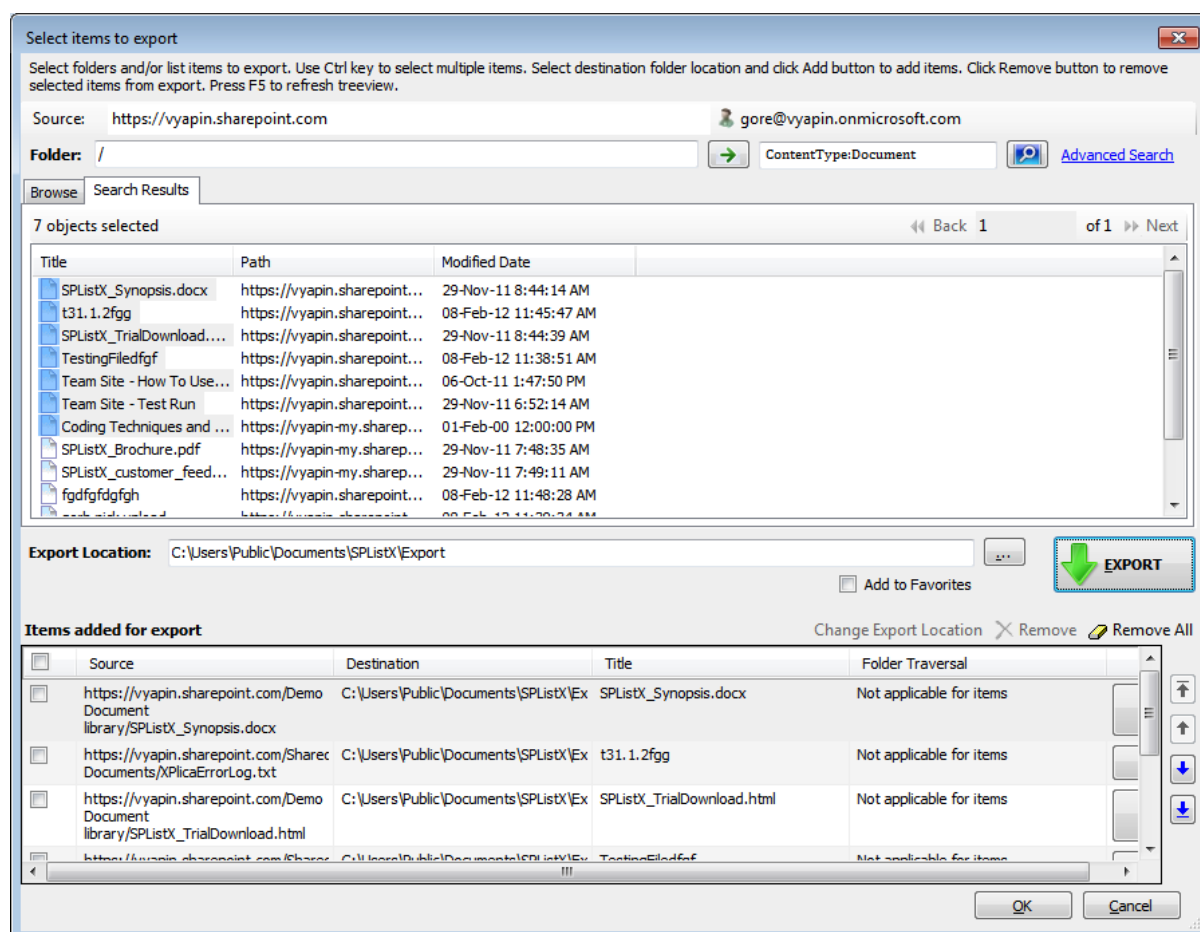 Select items to export
Select folders and/or list items to export. Use Ctrl key to select multiple items. Select destination folder location and click Add button to add items. Click Remove button to remove
selected items from export. Press F5 to refresh treeview.
Source: https://vyapin.sharepoint.com gore@vyapin.onmicrosoft.com
Folder: / ContentType:Document Advanced Search
Browse Search Results
7 objects selected Back 1 of 1 Next
Title Path Modified Date
SPListX_Synopsis.docx https://vyapin.sharepoint... 29-Nov-11 8:44:14 AM
t31.1.2fgg https://vyapin.sharepoint... 08-Feb-12 11:45:47 AM
SPListX_TrialDownload.... https://vyapin.sharepoint... 29-Nov-11 8:44:39 AM
TestingFiledfgf https://vyapin.sharepoint... 08-Feb-12 11:38:51 AM
Team Site - How To Use... https://vyapin.sharepoint... 06-Oct-11 1:47:50 PM
Team Site - Test Run https://vyapin.sharepoint... 29-Nov-11 6:52:14 AM
Coding Techniques and ... https://vyapin-my.sharep... 01-Feb-00 12:00:00 PM
SPListX_Brochure.pdf https://vyapin-my.sharep... 29-Nov-11 7:48:35 AM
SPListX_customer_feed... https://vyapin-my.sharep... 29-Nov-11 7:49:11 AM
fgdfgfdgfgh https://vyapin.sharepoint... 08-Feb-12 11:48:28 AM
Export Location: C:\Users\Public\Documents\SPListX\Export ... EXPORT
Add to Favorites
Items added for export Change Export Location Remove Remove All
Source Destination Title Folder Traversal
https://vyapin.sharepoint.com/Demo C:\Users\Public\Documents\SPListX\Ex SPListX_Synopsis.docx Not applicable for items
Document
library/SPListX_Synopsis.docx
https://vyapin.sharepoint.com/Sharec C:\Users\Public\Documents\SPListX\Ex t31.1.2fgg Not applicable for items
Documents/XPlicaErrorLog.txt
https://vyapin.sharepoint.com/Demo C:\Users\Public\Documents\SPListX\Ex SPListX_TrialDownload.html Not applicable for items
Document
library/SPListX_TrialDownload.html
https://vyapin.sharepoint.com/Sharec C:\Users\Public\Documents\SPListX\Ex TestingFiledfgf Not applicable for items
OK Cancel